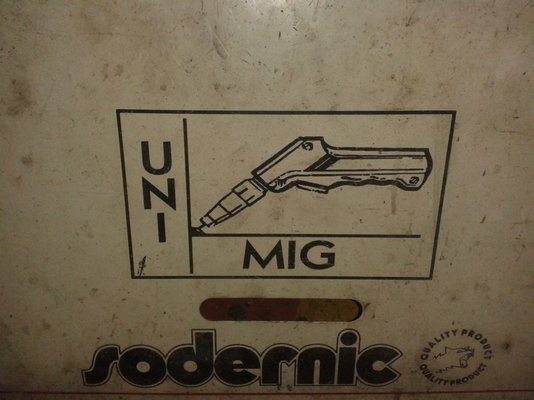 UNI
MIG
sodernic
QUALITY PRODUCT
QUALITY PRODUCT